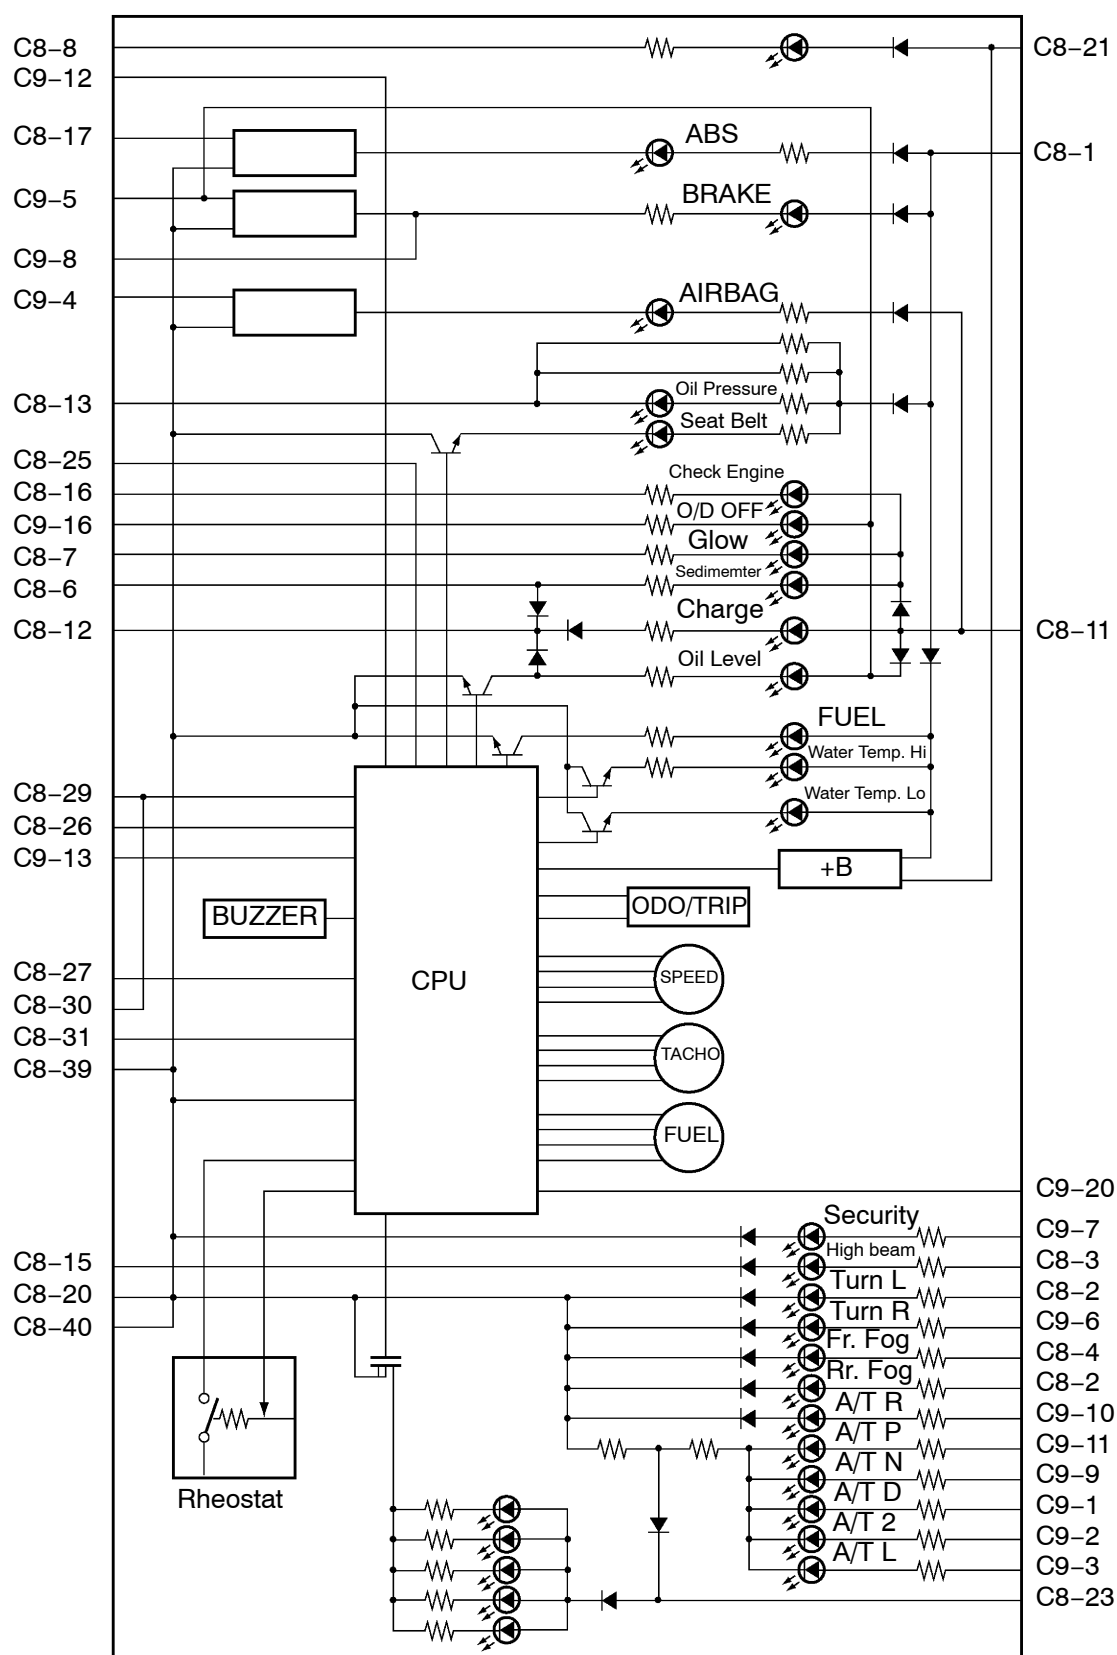 C8−8
C8−21
C9−12
C8−17
ABS
C8−1
C9−5
BRAKE
C9−8
C9−4
AIRBAG
C8−13
Oil Pressure
Seat Belt
C8−25
Check Engine
C8−16
O/D OFF
C9−16
Glow
C8−7
Sedimemter
C8−6
Charge
C8−12
C8−11
Oil Level
FUEL
Water Temp. Hi
C8−29
Water Temp. Lo
C8−26
C9−13
+B
BUZZER
ODO/TRIP
C8−27
CPU
SPEED
C8−30
C8−31
TACHO
C8−39
FUEL
C9−20
Security
C9−7
C8−15
High beam
C8−3
C8−20
Turn L
C8−2
C8−40
Turn R
C9−6
Fr. Fog
C8−4
Rr. Fog
C8−2
A/T R
C9−10
A/T P
C9−11
A/T N
C9−9
Rheostat
A/T D
C9−1
A/T 2
C9−2
A/T L
C9−3
C8−23